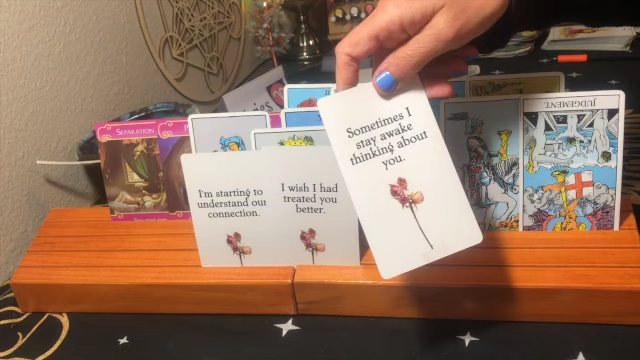 SEPARATION
I'm starting to
understand our
connection.
I wish I had
treated you
better.
Sometimes I
stay awake
thinking about
you.
JUDGEMENT.